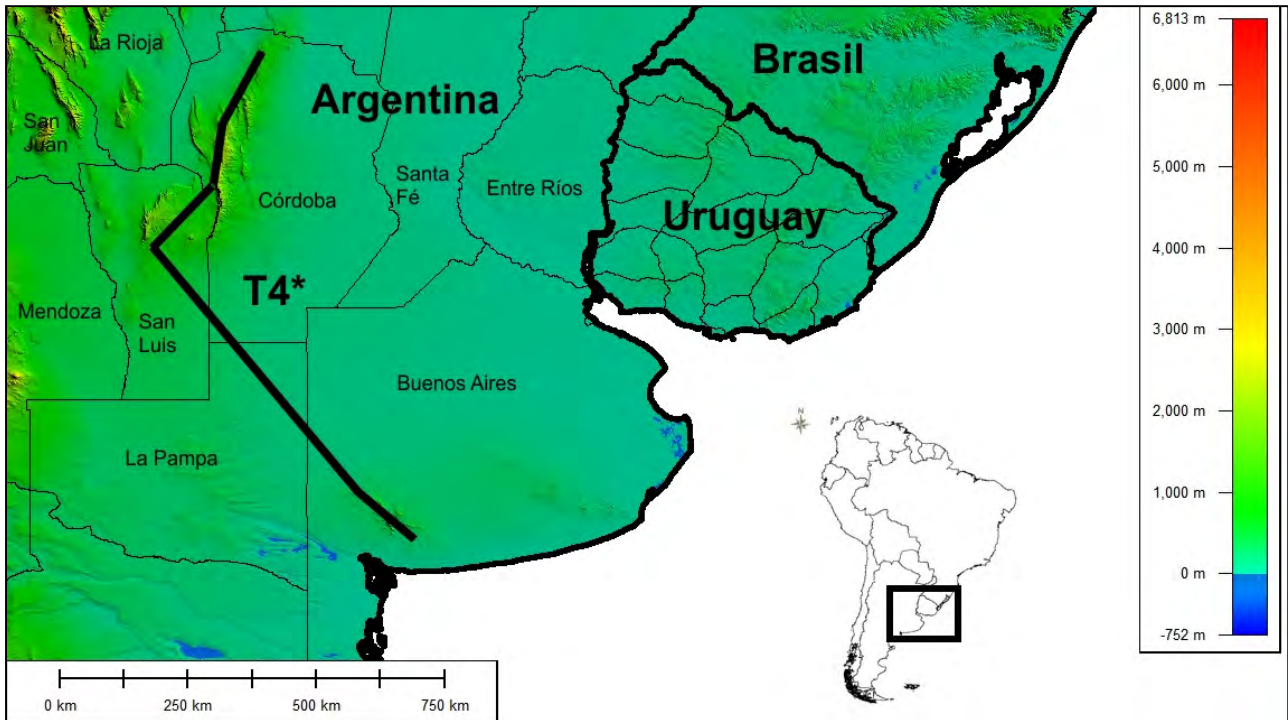 La Rioja
Argentina
Brasil
San
Juan
Santa
Fé
Córdoba
Entre Ríos
Uruguay
T4*
Mendoza
San
Luis
Buenos Aires
La Pampa
N
6,813 m
6,000 m
5,000 m
4,000 m
3,000 m
2,000 m
1,000 m
0 m
-752 m
0 km
250 km
500 km
750 km